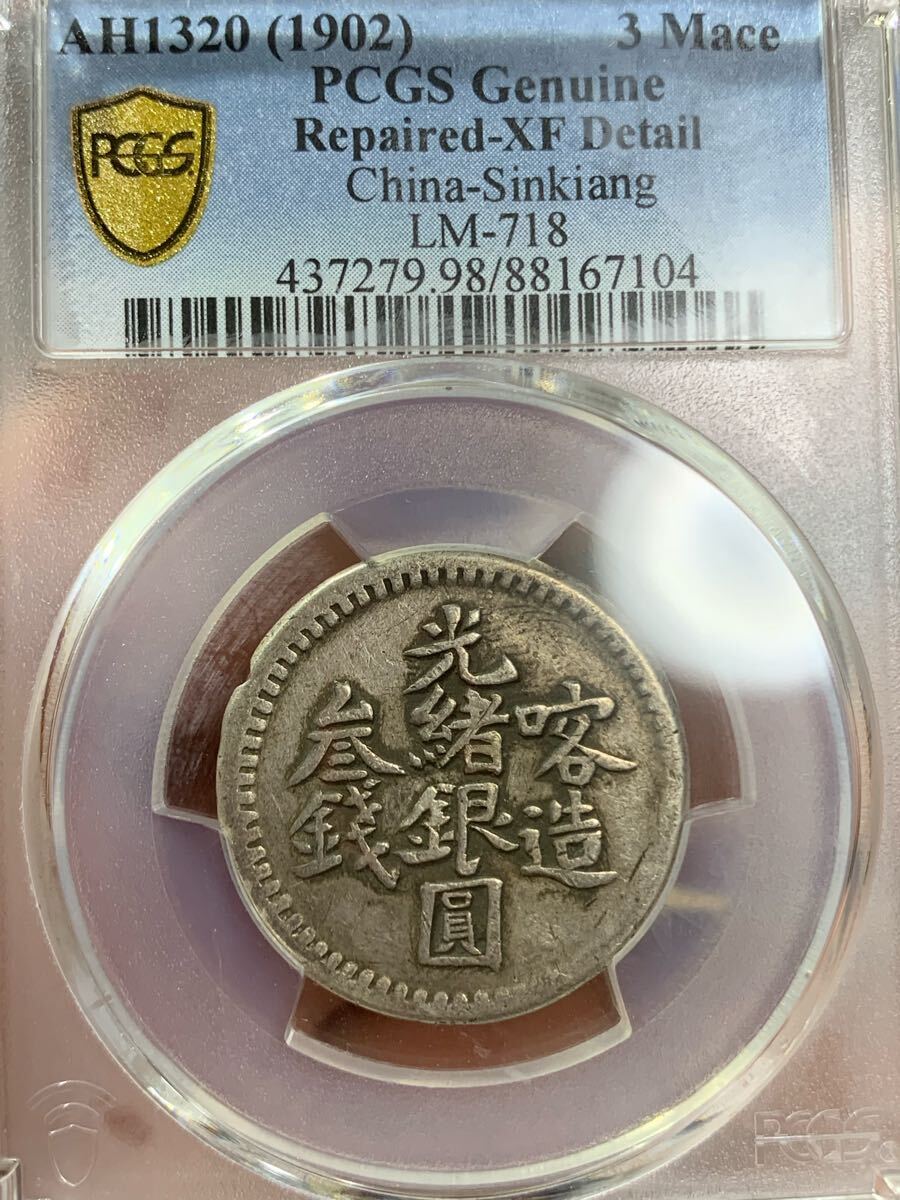 AH1320 (1902) 3 Mace
PCGS Genuine
Repaired-XF Detail
China-Sinkiang
LM-718
437279.98/88167104
PCGS
光緒銀圓
喀造
叁錢
PCGS